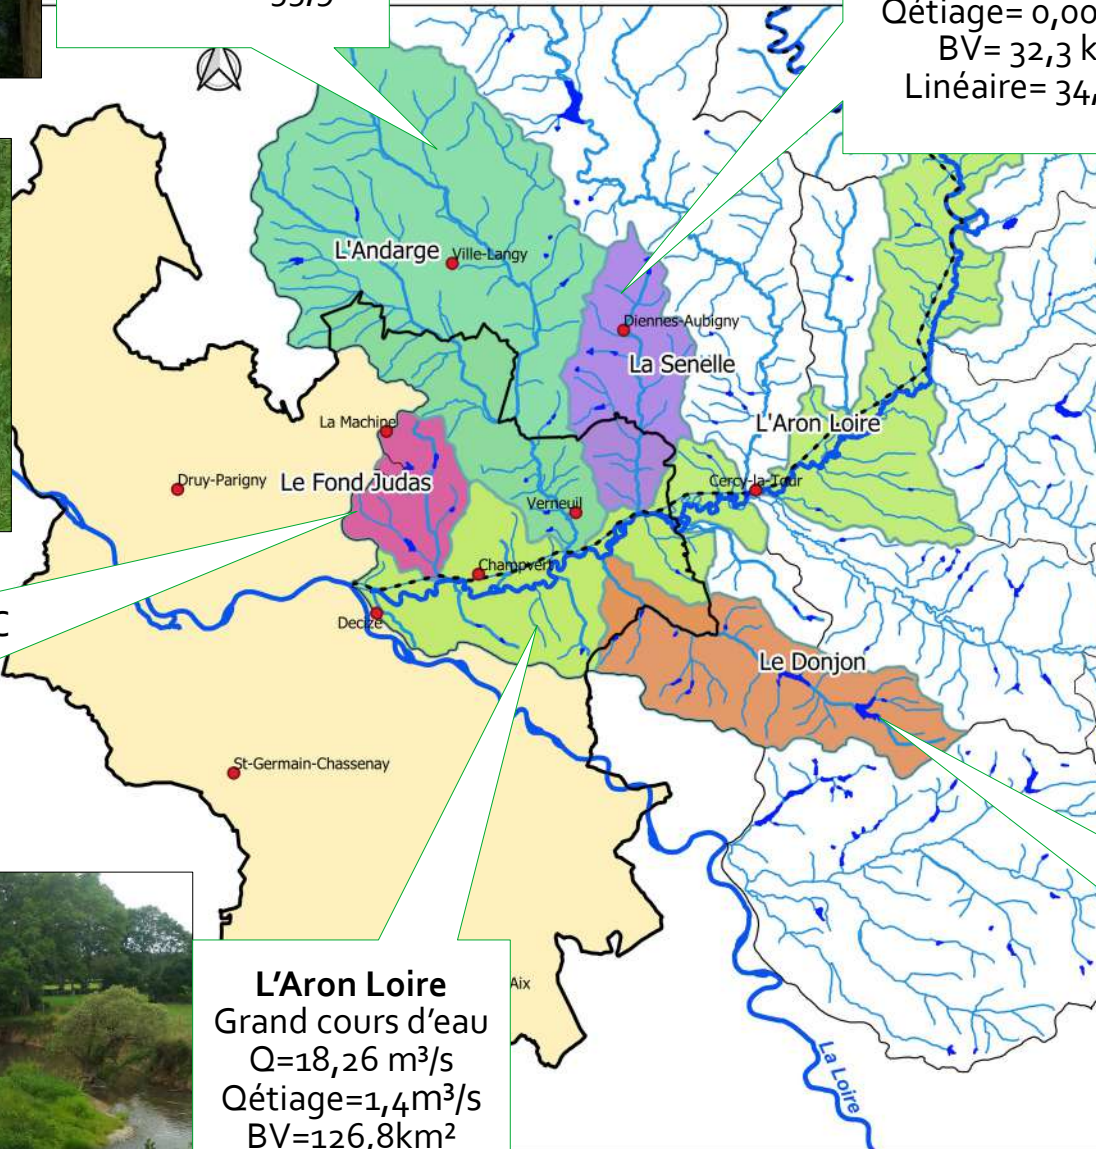 Qétiage= 0,00
BV= 32,3 k
Linéaire= 34,
L'Andarge
Ville-Langy
Diennes-Aubigny
La Senelle
La Machine
L'Aron Loire
Druy-Parigny
Le Fond Judas
Cercy-la-Tour
Verneuil
Champvert
C
Decize
Le Donjon
St-Germain-Chassenay
L'Aron Loire
Grand cours d'eau
Q=18,26 m³/s
Qétiage=1,4m³/s
BV=126,8km²
Aix
La Loire